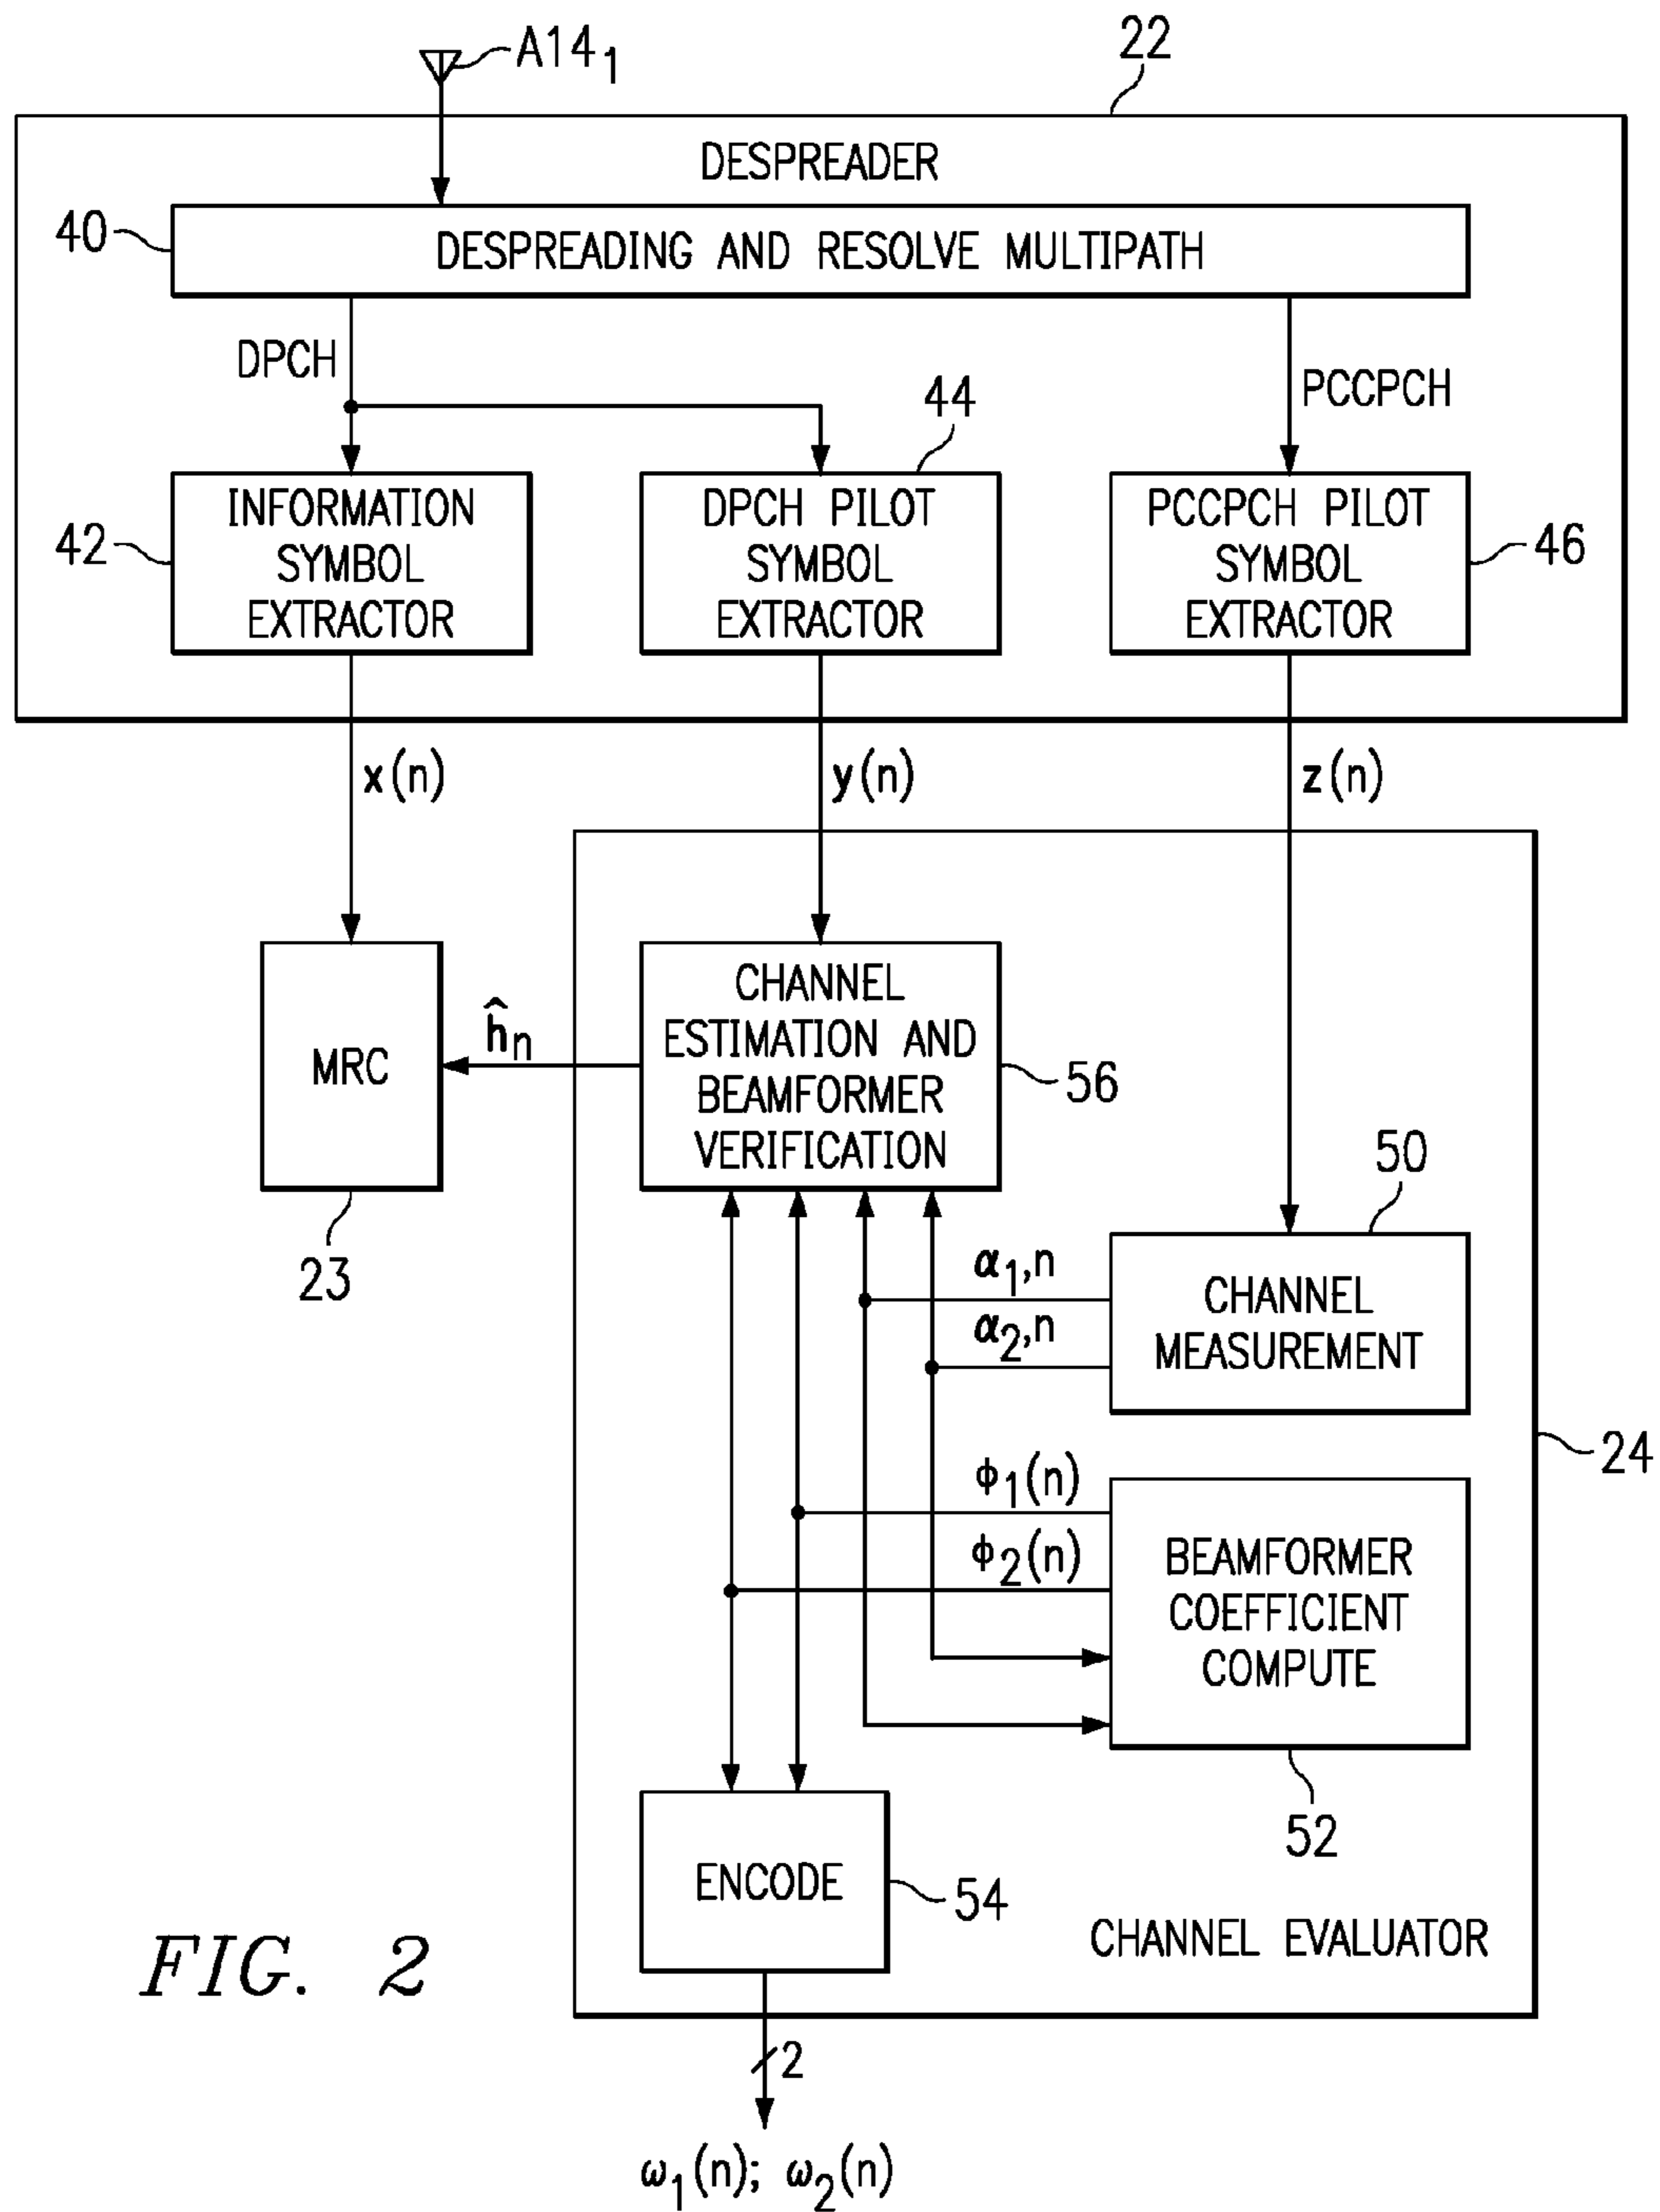 A14₁
22
DESPREADER
40
DESPREADING AND RESOLVE MULTIPATH
DPCH
PCCPCH
44
42
INFORMATION
SYMBOL
EXTRACTOR
DPCH PILOT
SYMBOL
EXTRACTOR
PCCPCH PILOT
SYMBOL
EXTRACTOR
46
x(n)
y(n)
z(n)
MRC
23
ĥₙ
CHANNEL
ESTIMATION AND
BEAMFORMER
VERIFICATION
56
50
α₁,n
α₂,n
CHANNEL
MEASUREMENT
24
ϕ₁(n)
ϕ₂(n)
BEAMFORMER
COEFFICIENT
COMPUTE
52
ENCODE
54
CHANNEL EVALUATOR
FIG. 2
2
ω₁(n); ω₂(n)